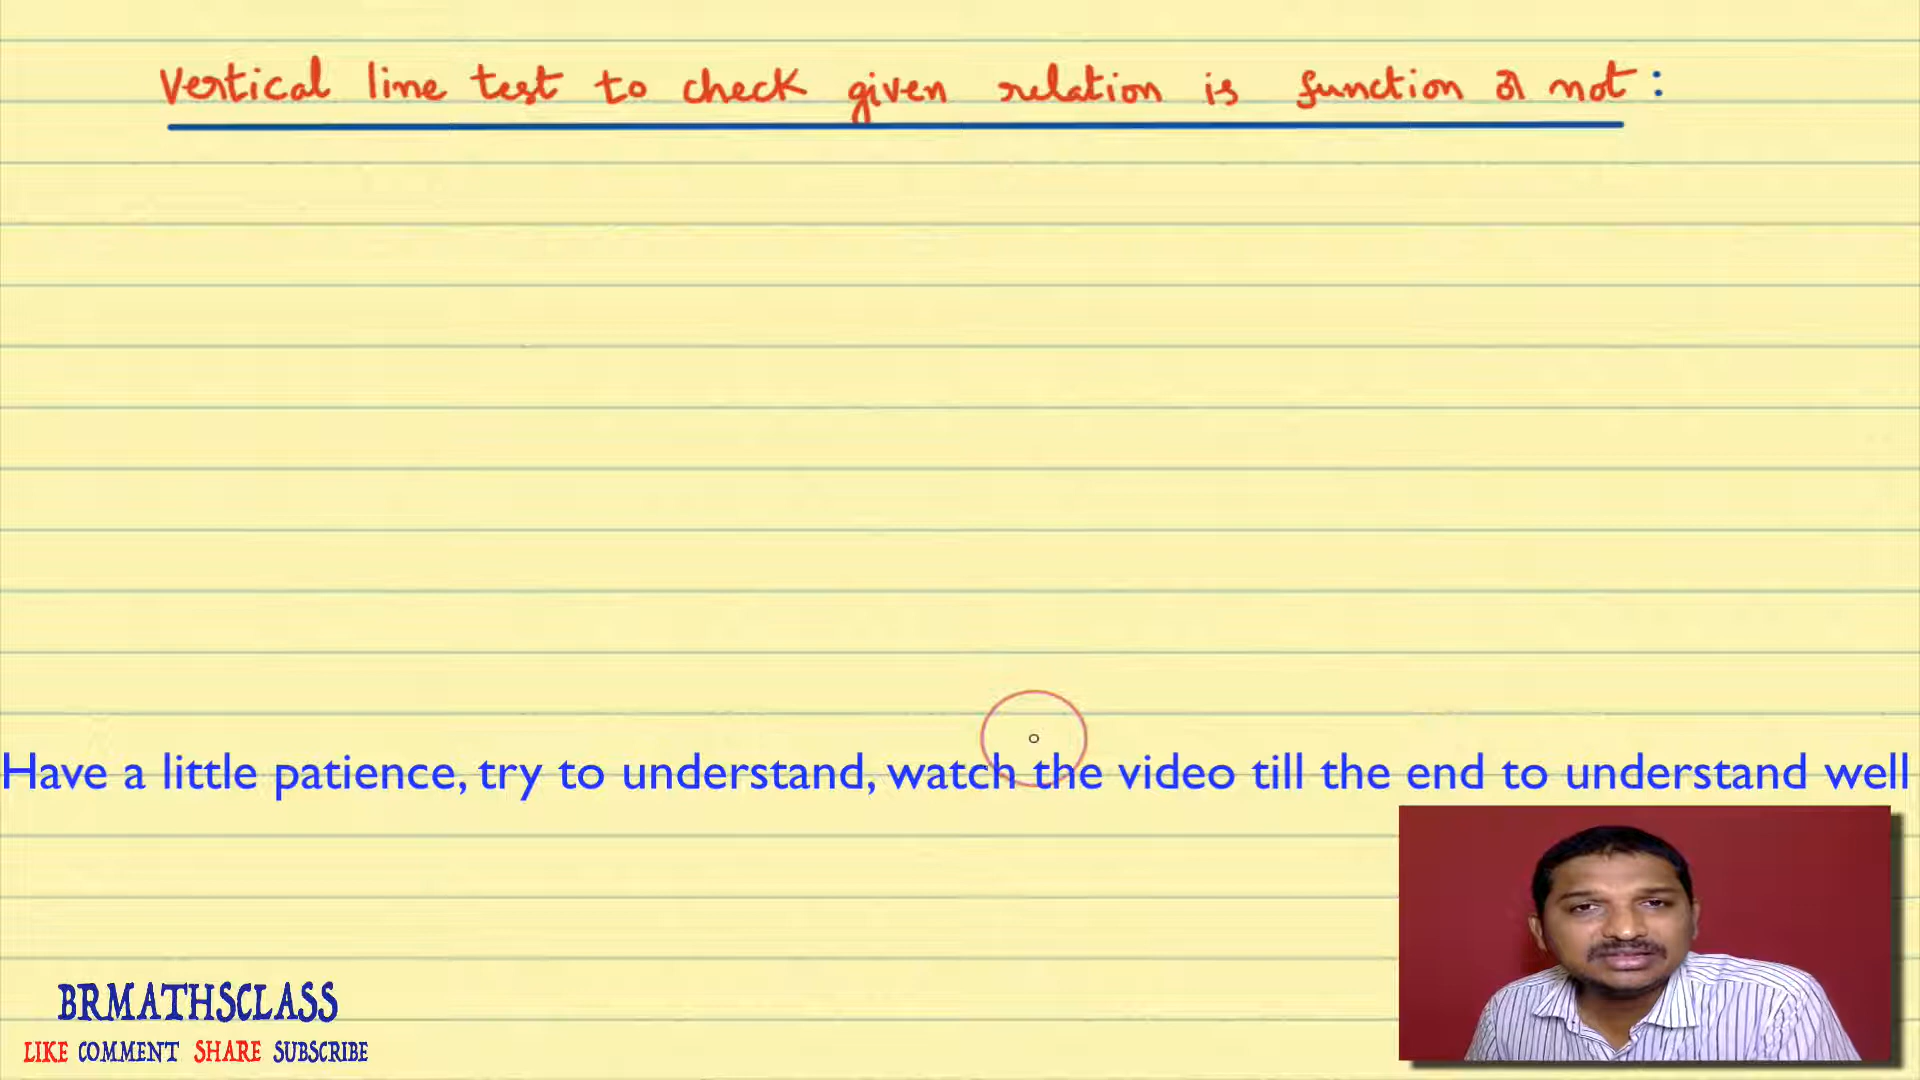 Vertical line test to check given relation is function or not:
Have a little patience, try to understand, watch the video till the end to understand well
BRMATHSCLASS
LIKE COMMENT SHARE SUBSCRIBE